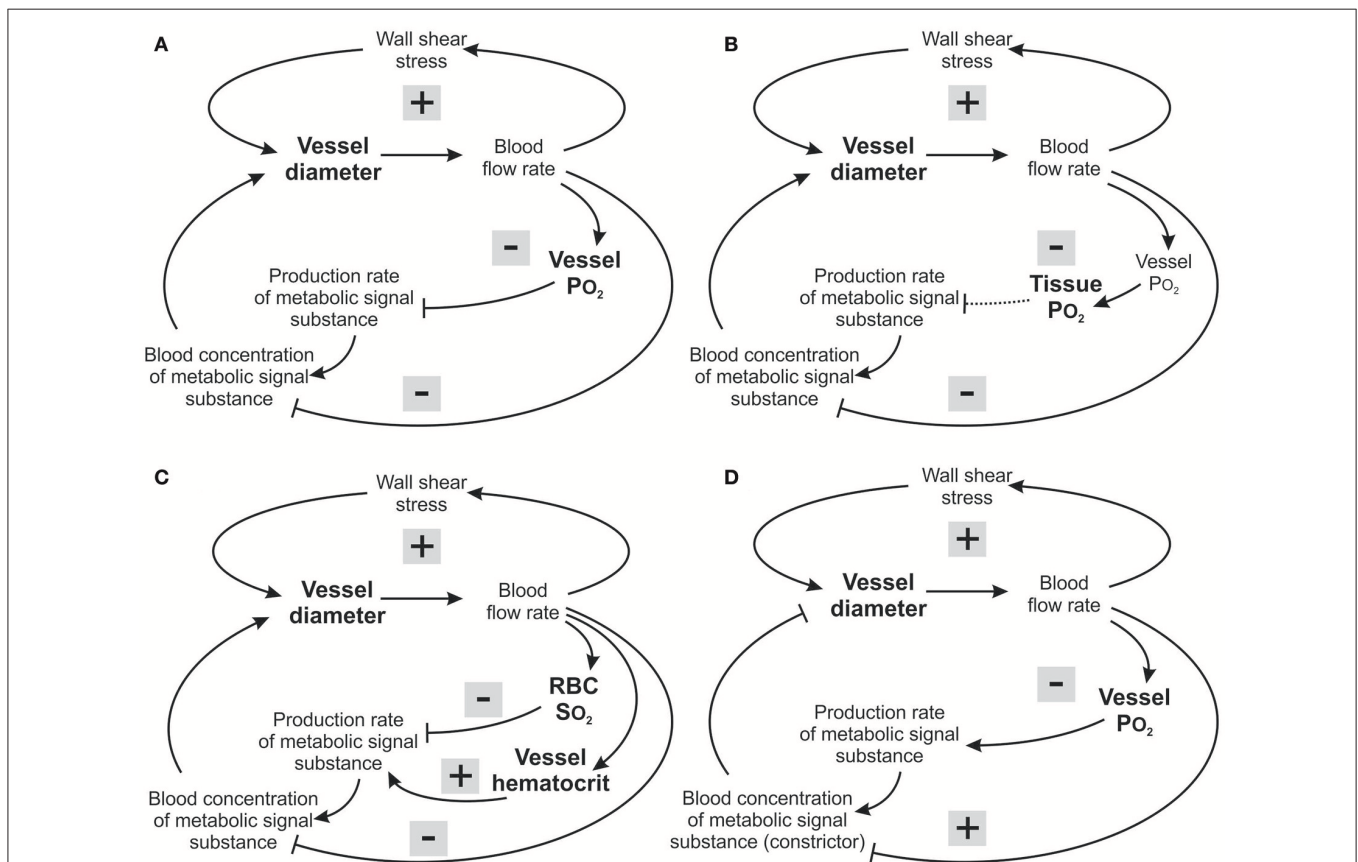 A
Wall shear
stress
+
Vessel
diameter
Blood
flow rate
-
Vessel
PO2
Production rate
of metabolic signal
substance
Blood concentration
of metabolic signal
substance
-
B
Wall shear
stress
+
Vessel
diameter
Blood
flow rate
-
Vessel
PO2
Tissue
PO2
Production rate
of metabolic signal
substance
Blood concentration
of metabolic signal
substance
-
C
Wall shear
stress
+
Vessel
diameter
Blood
flow rate
-
RBC
SO2
Production rate
of metabolic signal
substance
Vessel
hematocrit
+
Blood concentration
of metabolic signal
substance
-
D
Wall shear
stress
+
Vessel
diameter
Blood
flow rate
-
Vessel
PO2
Production rate
of metabolic signal
substance
Blood concentration
of metabolic signal
substance (constrictor)
+